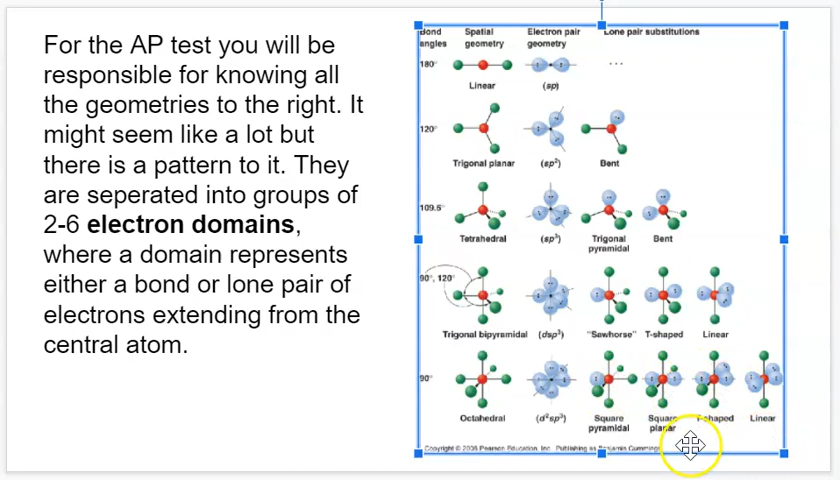 For the AP test you will be
responsible for knowing all
the geometries to the right. It
might seem like a lot but
there is a pattern to it. They
are seperated into groups of
2-6 electron domains,
where a domain represents
either a bond or lone pair of
electrons extending from the
central atom.
Bond angles Spatial geometry Electron pair geometry Lone pair substitutions
180° ...
Linear (sp)
120°
Trigonal planar (sp²) Bent
109.5°
Tetrahedral (sp³) Trigonal pyramidal Bent
90°, 120°
Trigonal bipyramidal (dsp³) "Sawhorse" T-shaped Linear
90°
Octahedral (d²sp³) Square pyramidal Square planar T-shaped Linear
Copyright © Pearson Education, Inc. Publishing as Benjamin Cummings